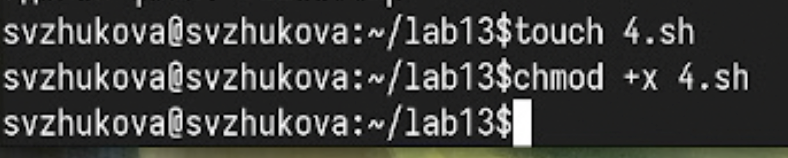 svzhukova@svzhukova:~/lab13$touch 4.sh
svzhukova@svzhukova:~/lab13$chmod +x 4.sh
svzhukova@svzhukova:~/lab13$